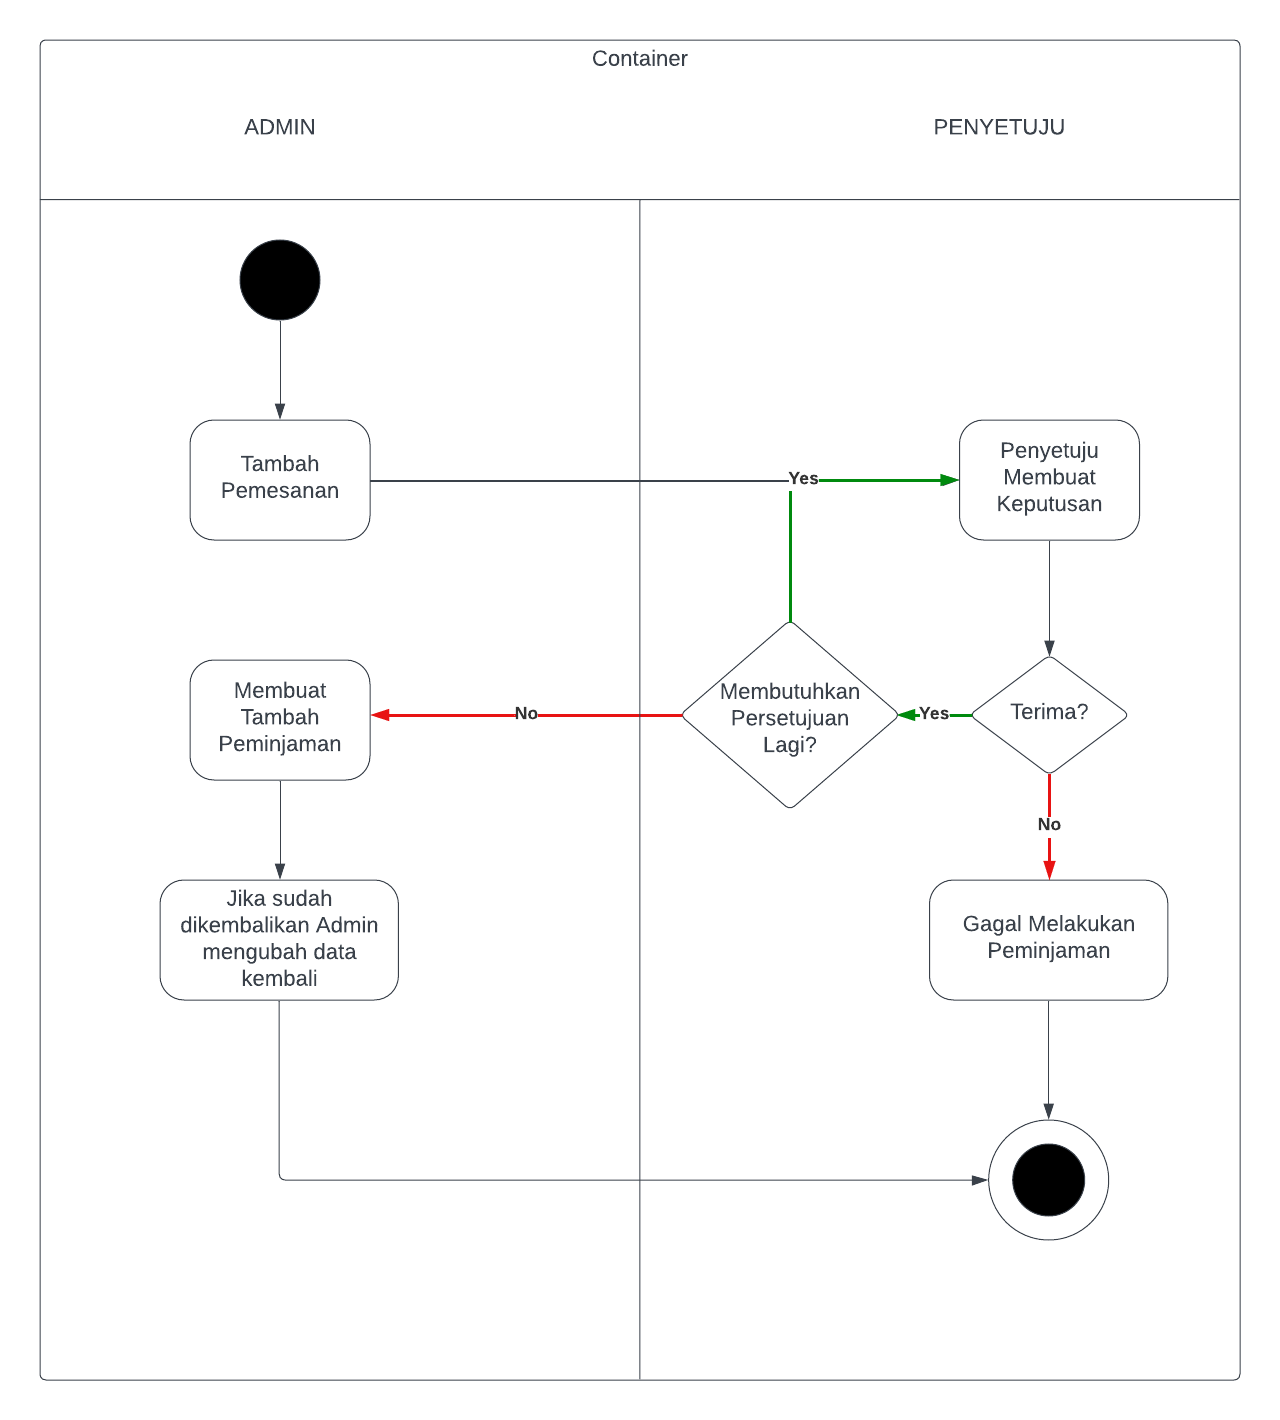 Container
ADMIN
PENYETUJU
Tambah
Pemesanan
Yes
Penyetuju
Membuat
Keputusan
Membuat
Tambah
Peminjaman
No
Membutuhkan
Persetujuan
Lagi?
Yes
Terima?
No
Jika sudah
dikembalikan Admin
mengubah data
kembali
Gagal Melakukan
Peminjaman